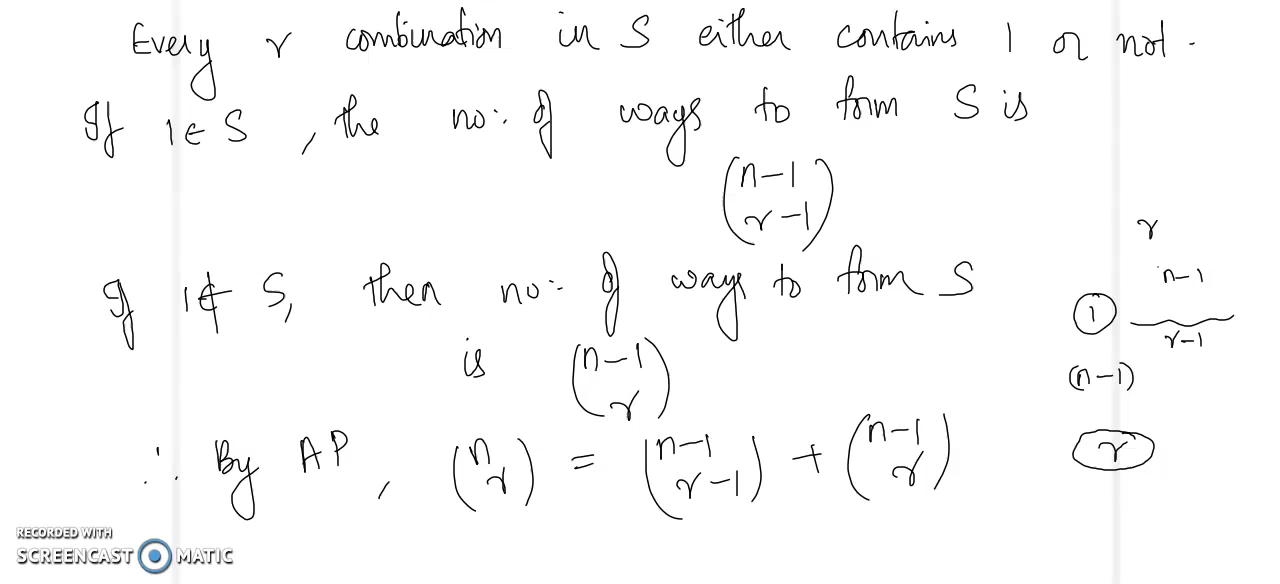 Every r combination in S either contains 1 or not.
If 1 ∈ S, the no: of ways to form S is
(n-1
r-1)
r
n-1
If 1 ∉ S, then no: of ways to form S
① r-1
is (n-1
r)
(n-1)
∴ By AP, (n r) = (n-1 r-1) + (n-1 r)
r
RECORDED WITH
SCREENCAST MATIC